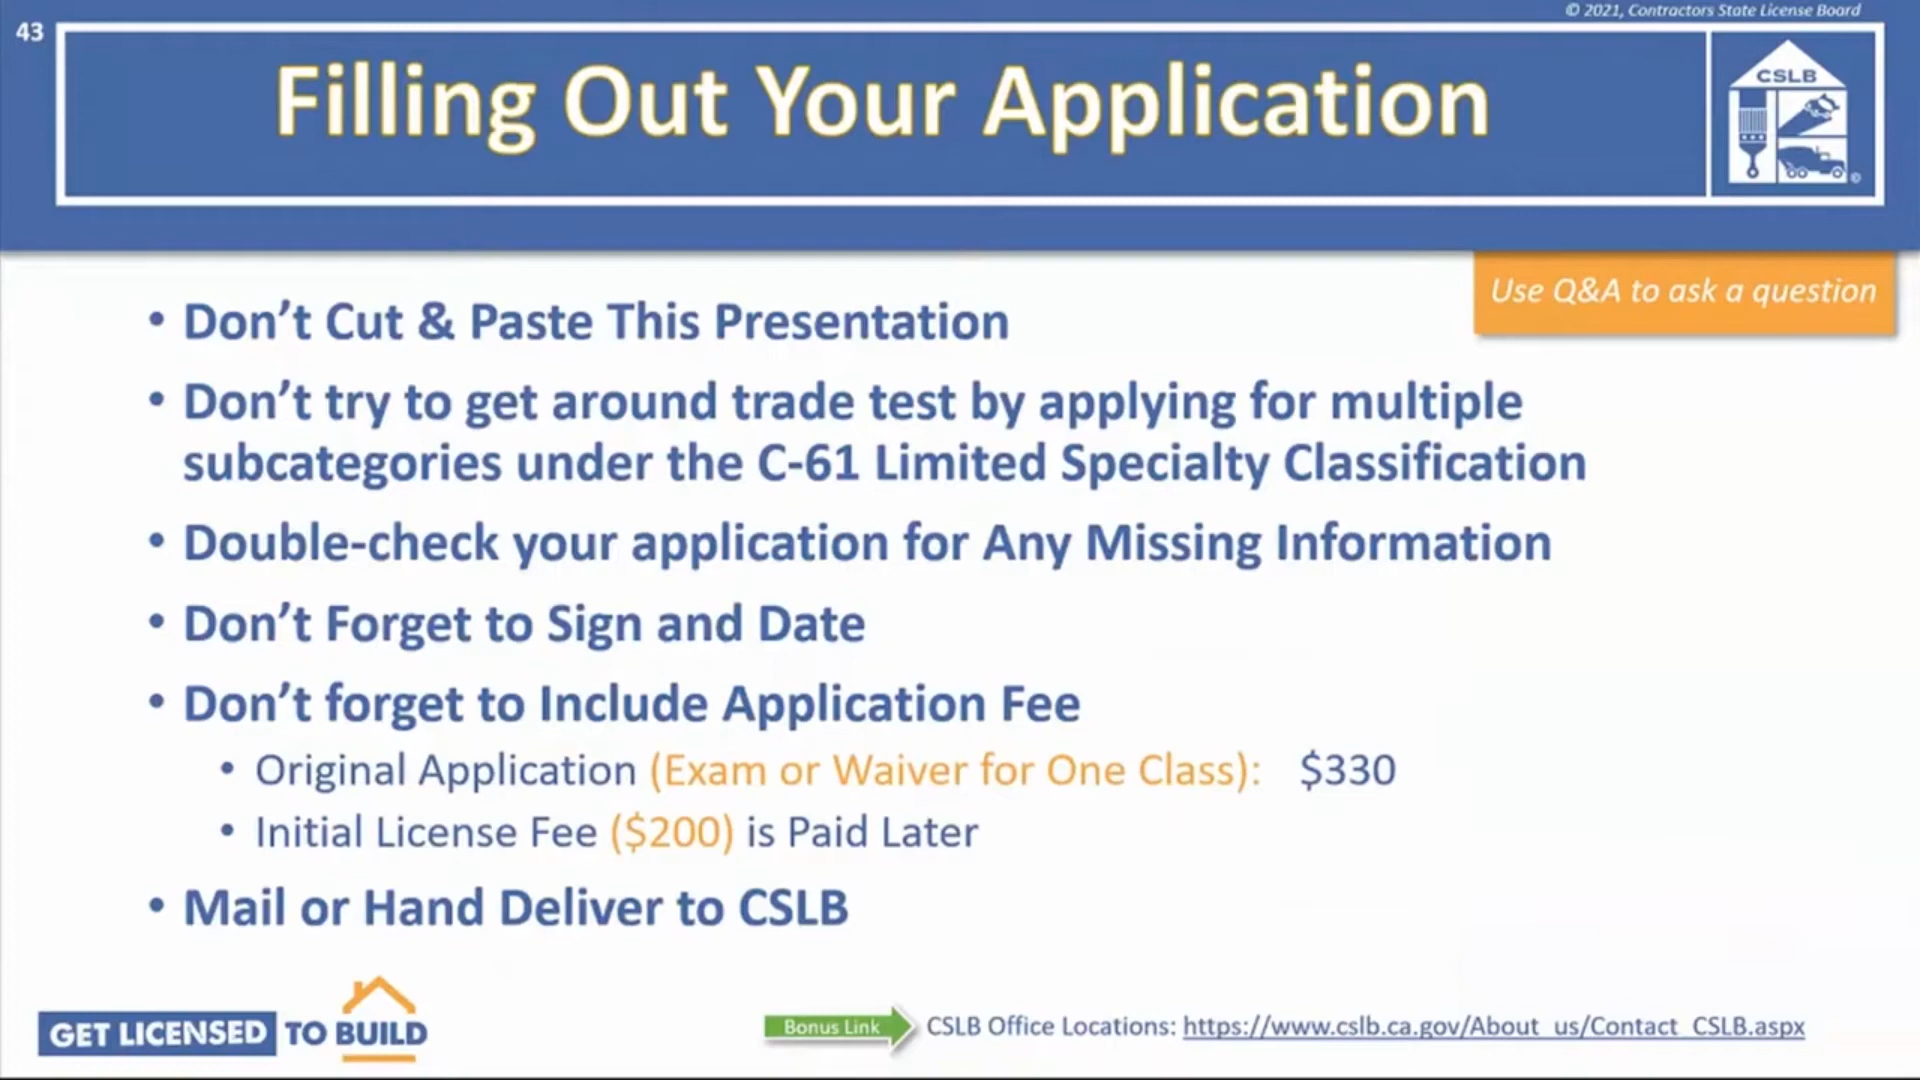 © 2021, Contractors State License Board
43
Filling Out Your Application
CSLB
©
Use Q&A to ask a question
• Don’t Cut & Paste This Presentation
• Don’t try to get around trade test by applying for multiple
subcategories under the C-61 Limited Specialty Classification
• Double-check your application for Any Missing Information
• Don’t Forget to Sign and Date
• Don’t forget to Include Application Fee
• Original Application (Exam or Waiver for One Class): $330
• Initial License Fee ($200) is Paid Later
• Mail or Hand Deliver to CSLB
GET LICENSED TO BUILD
Bonus Link CSLB Office Locations: https://www.cslb.ca.gov/About_us/Contact_CSLB.aspx